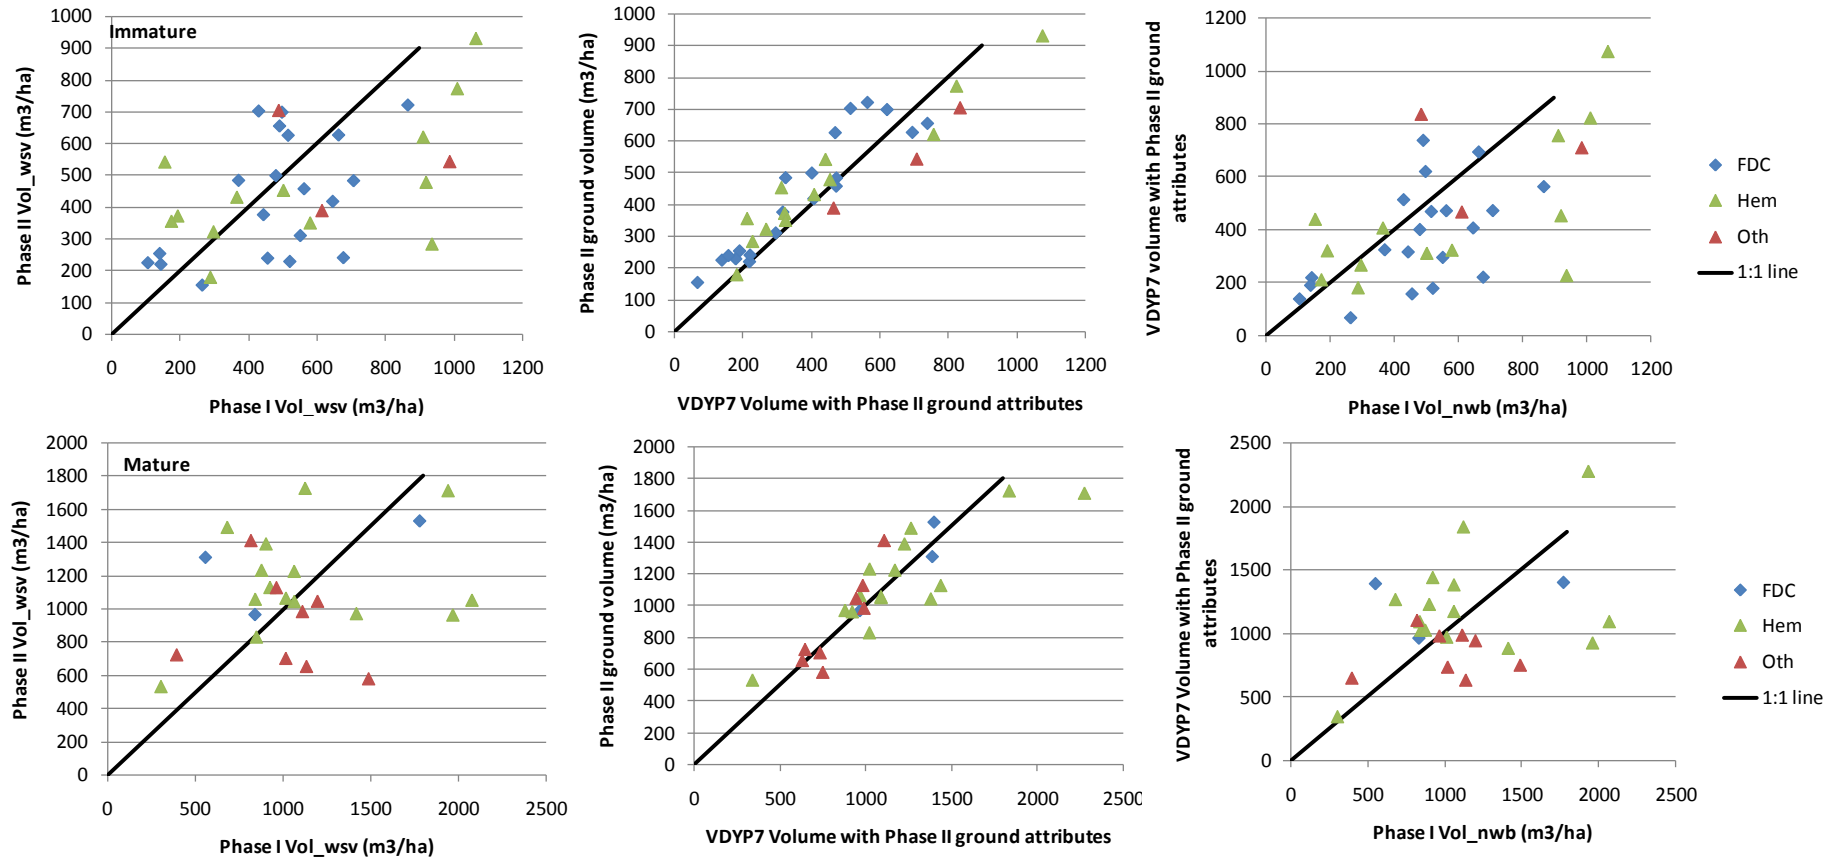 Immature
Phase II Vol_wsv (m3/ha)
1000
900
800
700
600
500
400
300
200
100
0
0 200 400 600 800 1000 1200
Phase I Vol_wsv (m3/ha)
Phase II ground volume (m3/ha)
1000
900
800
700
600
500
400
300
200
100
0
0 200 400 600 800 1000 1200
VDYP7 Volume with Phase II ground attributes
VDYP7 volume with Phase II ground
attributes
1200
1000
800
600
400
200
0
0 200 400 600 800 1000 1200
Phase I Vol_nwb (m3/ha)
FDC
Hem
Oth
1:1 line
Mature
Phase II Vol_wsv (m3/ha)
2000
1800
1600
1400
1200
1000
800
600
400
200
0
0 500 1000 1500 2000 2500
Phase I Vol_wsv (m3/ha)
Phase II ground volume (m3/ha)
2000
1800
1600
1400
1200
1000
800
600
400
200
0
0 500 1000 1500 2000 2500
VDYP7 Volume with Phase II ground attributes
VDYP7 Volume with Phase II ground
attributes
2500
2000
1500
1000
500
0
0 500 1000 1500 2000 2500
Phase I Vol_nwb (m3/ha)
FDC
Hem
Oth
1:1 line